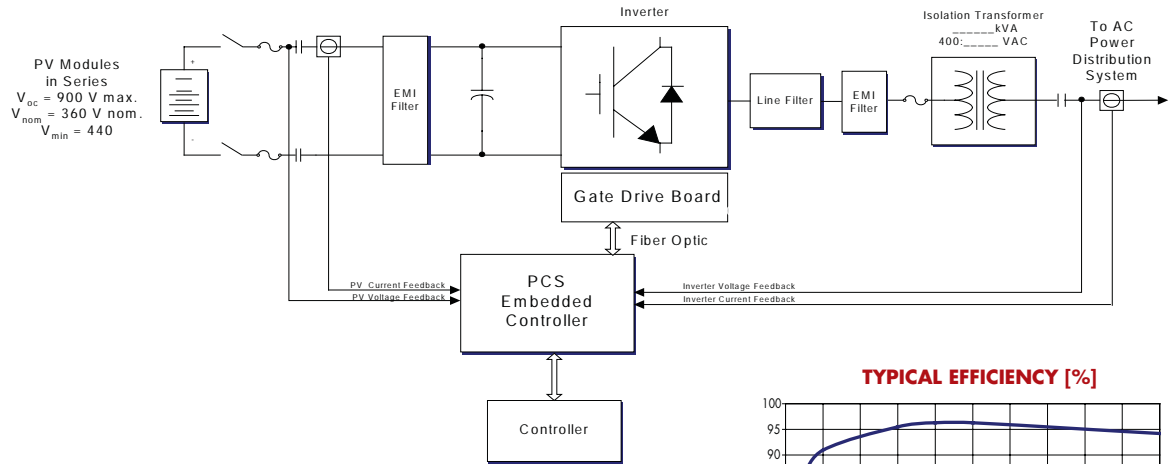 Inverter
Isolation Transformer
______kVA
400:_____ VAC
To AC
Power
Distribution
System
PV Modules
in Series
Voc = 900 V max.
Vnom = 360 V nom.
Vmin = 440
+
-
EMI
Filter
Line Filter
EMI
Filter
Gate Drive Board
Fiber Optic
PCS
Embedded
Controller
PV Current Feedback
PV Voltage Feedback
Inverter Voltage Feedback
Inverter Current Feedback
Controller
TYPICAL EFFICIENCY [%]
100
95
90